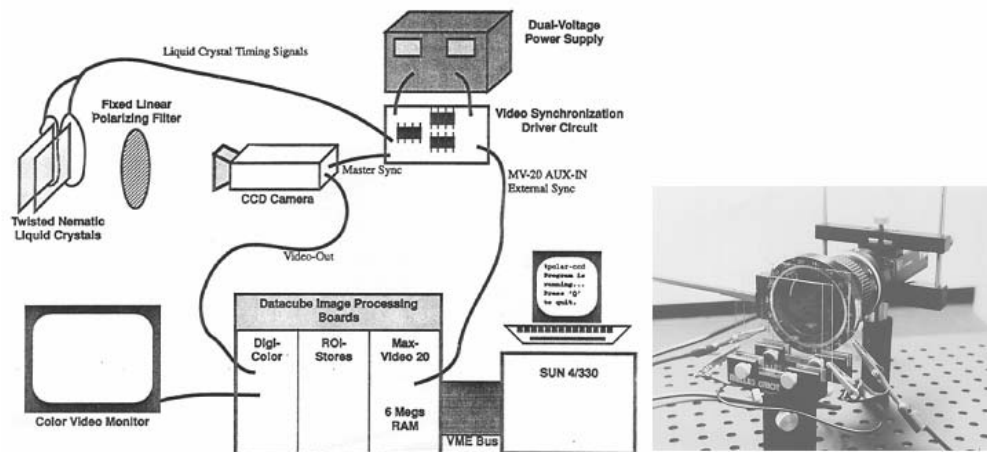 Dual-Voltage
Power Supply
Liquid Crystal Timing Signals
Fixed Linear
Polarizing Filter
Video Synchronization
Driver Circuit
Master Sync
CCD Camera
MV-20 AUX-IN
External Sync
Twisted Nematic
Liquid Crystals
Video-Out
%polar-ccd
Program is
running...
Press 'Q'
to quit.
Datacube Image Processing
Boards
Digi-
Color
ROI-
Stores
Max-
Video 20
6 Megs
RAM
SUN 4/330
Color Video Monitor
VME Bus